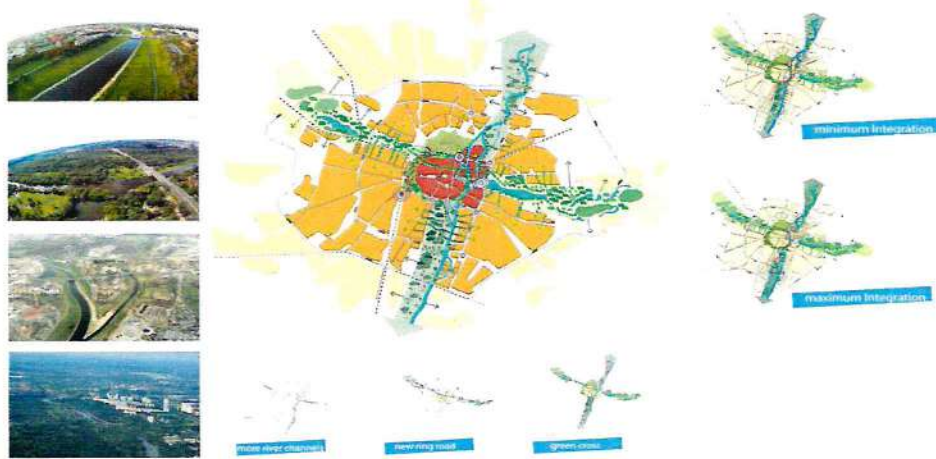 minimum Integration
maximum Integration
more river channels
new ring road
green cross